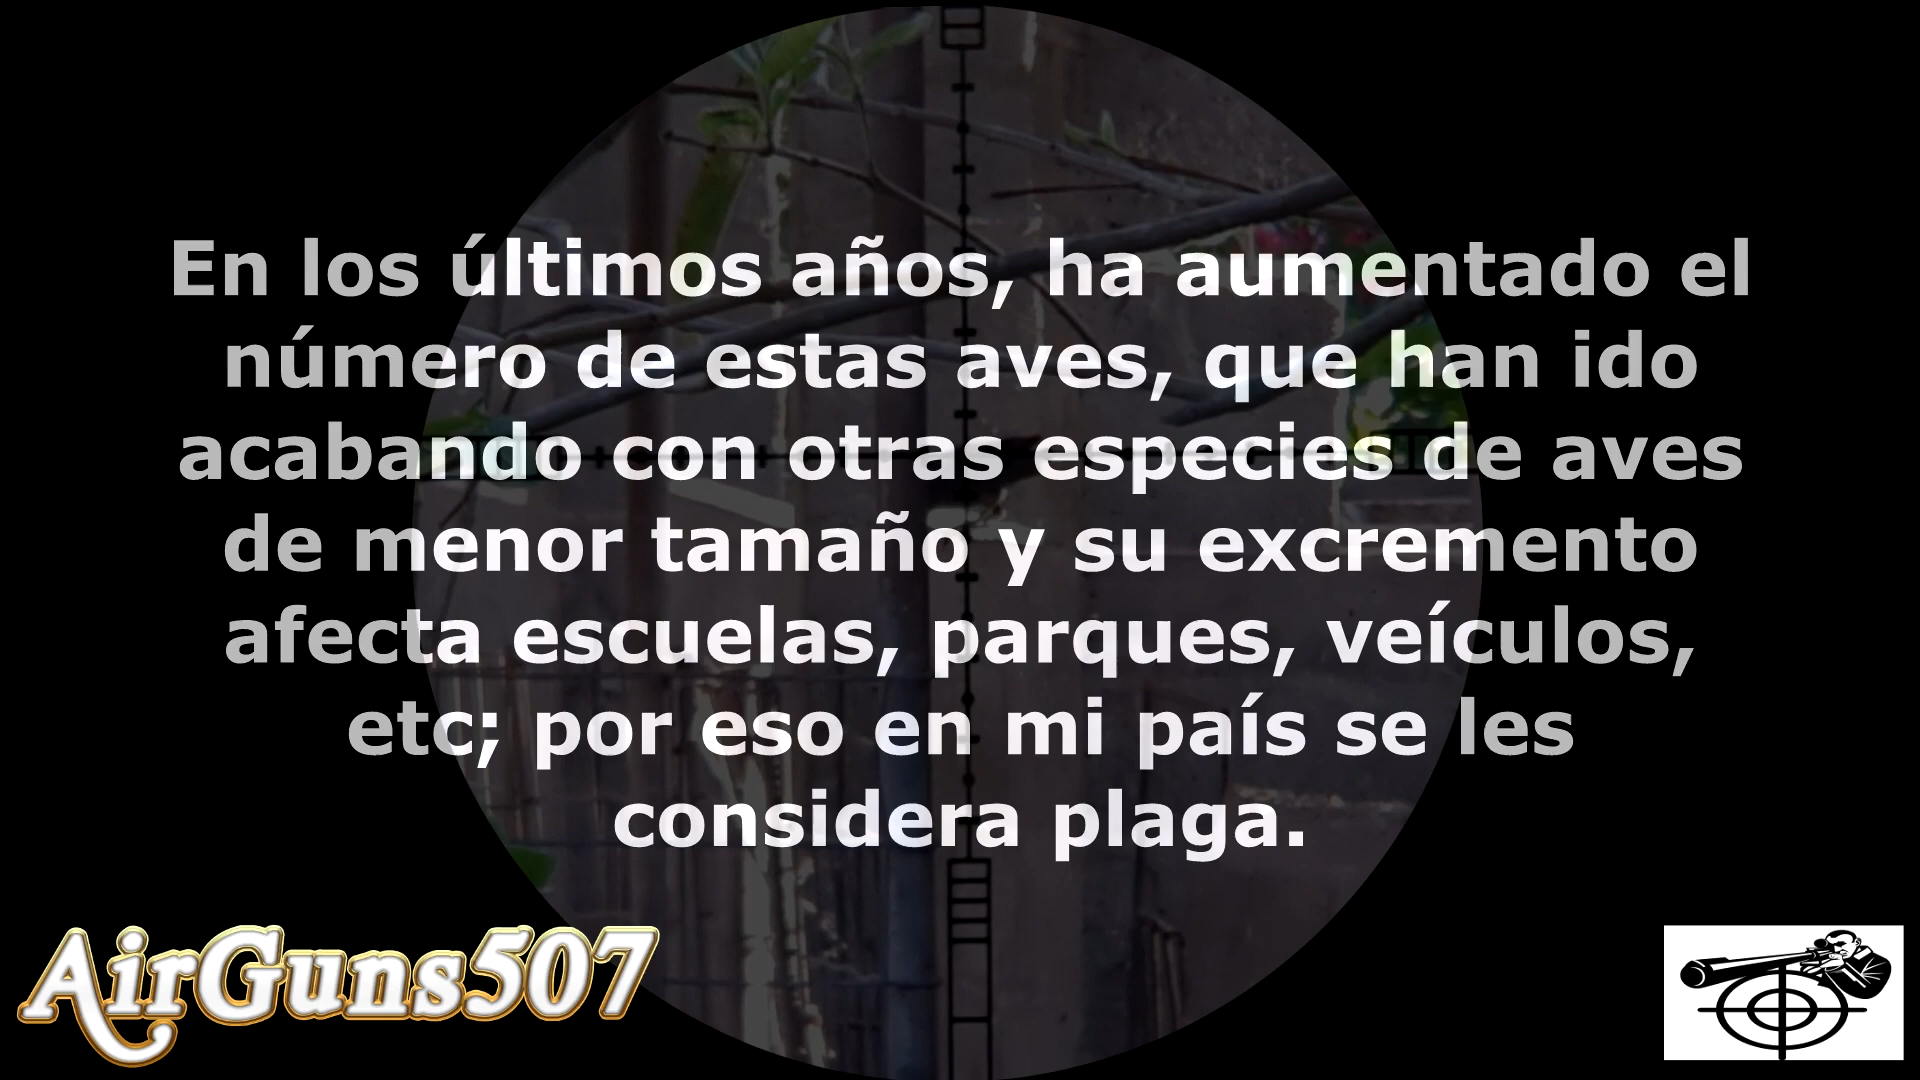 En los últimos años, ha aumentado el
número de estas aves, que han ido
acabando con otras especies de aves
de menor tamaño y su excremento
afecta escuelas, parques, veículos,
etc; por eso en mi país se les
considera plaga.
AirGuns507